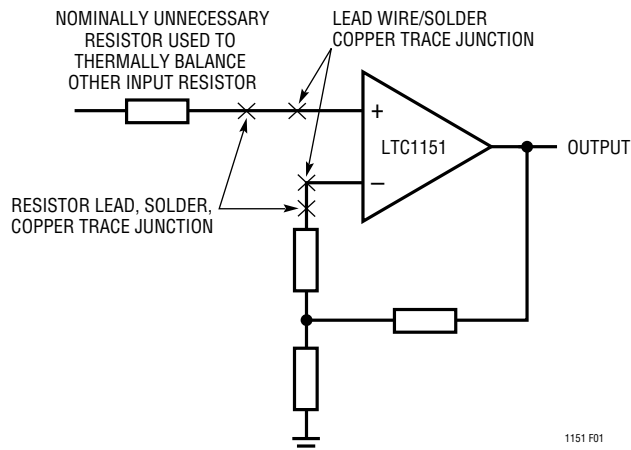 NOMINALLY UNNECESSARY
RESISTOR USED TO
THERMALLY BALANCE
OTHER INPUT RESISTOR
LEAD WIRE/SOLDER
COPPER TRACE JUNCTION
+
LTC1151
–
OUTPUT
RESISTOR LEAD, SOLDER,
COPPER TRACE JUNCTION
1151 F01